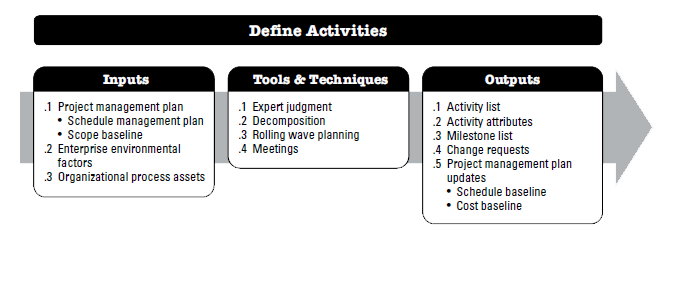 Define Activities
Inputs
.1 Project management plan
• Schedule management plan
• Scope baseline
.2 Enterprise environmental
factors
.3 Organizational process assets
Tools & Techniques
.1 Expert judgment
.2 Decomposition
.3 Rolling wave planning
.4 Meetings
Outputs
.1 Activity list
.2 Activity attributes
.3 Milestone list
.4 Change requests
.5 Project management plan
updates
• Schedule baseline
• Cost baseline